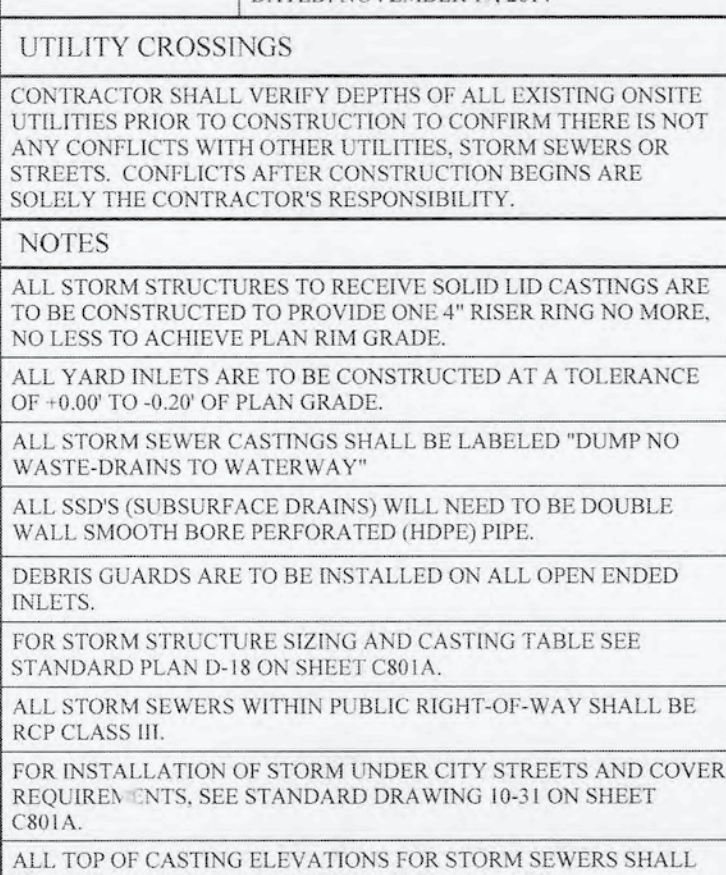 UTILITY CROSSINGS
CONTRACTOR SHALL VERIFY DEPTHS OF ALL EXISTING ONSITE
UTILITIES PRIOR TO CONSTRUCTION TO CONFIRM THERE IS NOT
ANY CONFLICTS WITH OTHER UTILITIES, STORM SEWERS OR
STREETS. CONFLICTS AFTER CONSTRUCTION BEGINS ARE
SOLELY THE CONTRACTOR'S RESPONSIBILITY.
NOTES
ALL STORM STRUCTURES TO RECEIVE SOLID LID CASTINGS ARE
TO BE CONSTRUCTED TO PROVIDE ONE 4" RISER RING NO MORE,
NO LESS TO ACHIEVE PLAN RIM GRADE.
ALL YARD INLETS ARE TO BE CONSTRUCTED AT A TOLERANCE
OF +0.00' TO -0.20' OF PLAN GRADE.
ALL STORM SEWER CASTINGS SHALL BE LABELED "DUMP NO
WASTE-DRAINS TO WATERWAY"
ALL SSD'S (SUBSURFACE DRAINS) WILL NEED TO BE DOUBLE
WALL SMOOTH BORE PERFORATED (HDPE) PIPE.
DEBRIS GUARDS ARE TO BE INSTALLED ON ALL OPEN ENDED
INLETS.
FOR STORM STRUCTURE SIZING AND CASTING TABLE SEE
STANDARD PLAN D-18 ON SHEET C801A.
ALL STORM SEWERS WITHIN PUBLIC RIGHT-OF-WAY SHALL BE
RCP CLASS III.
FOR INSTALLATION OF STORM UNDER CITY STREETS AND COVER
REQUIREMENTS, SEE STANDARD DRAWING 10-31 ON SHEET
C801A.
ALL TOP OF CASTING ELEVATIONS FOR STORM SEWERS SHALL